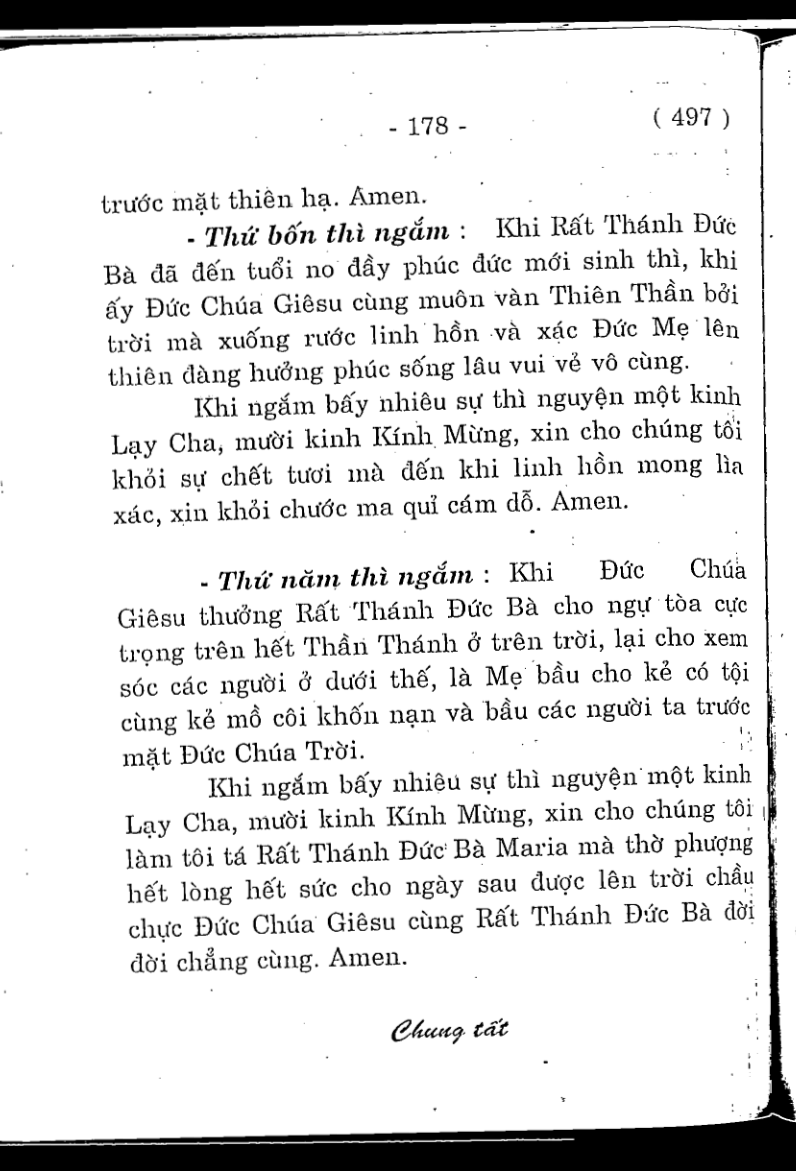 - 178 - ( 497 )
trước mặt thiên hạ. Amen.
- Thứ bốn thì ngắm : Khi Rất Thánh Đức
Bà đã đến tuổi no đầy phúc đức mới sinh thì, khi
ấy Đức Chúa Giêsu cùng muôn vàn Thiên Thần bởi
trời mà xuống rước linh hồn và xác Đức Mẹ lên
thiên đàng hưởng phúc sống lâu vui vẻ vô cùng.
Khi ngắm bấy nhiêu sự thì nguyện một kinh
Lạy Cha, mười kinh Kính Mừng, xin cho chúng tôi
khỏi sự chết tươi mà đến khi linh hồn mong lìa
xác, xin khỏi chước ma quỉ cám dỗ. Amen.
- Thứ năm thì ngắm : Khi Đức Chúa
Giêsu thưởng Rất Thánh Đức Bà cho ngự tòa cực
trọng trên hết Thần Thánh ở trên trời, lại cho xem
sóc các người ở dưới thế, là Mẹ bầu cho kẻ có tội
cùng kẻ mồ côi khốn nạn và bầu các người ta trước
mặt Đức Chúa Trời.
Khi ngắm bấy nhiêu sự thì nguyện một kinh
Lạy Cha, mười kinh Kính Mừng, xin cho chúng tôi
làm tôi tá Rất Thánh Đức Bà Maria mà thờ phượng
hết lòng hết sức cho ngày sau được lên trời chầu
chực Đức Chúa Giêsu cùng Rất Thánh Đức Bà đời
đời chẳng cùng. Amen.
Chung tất